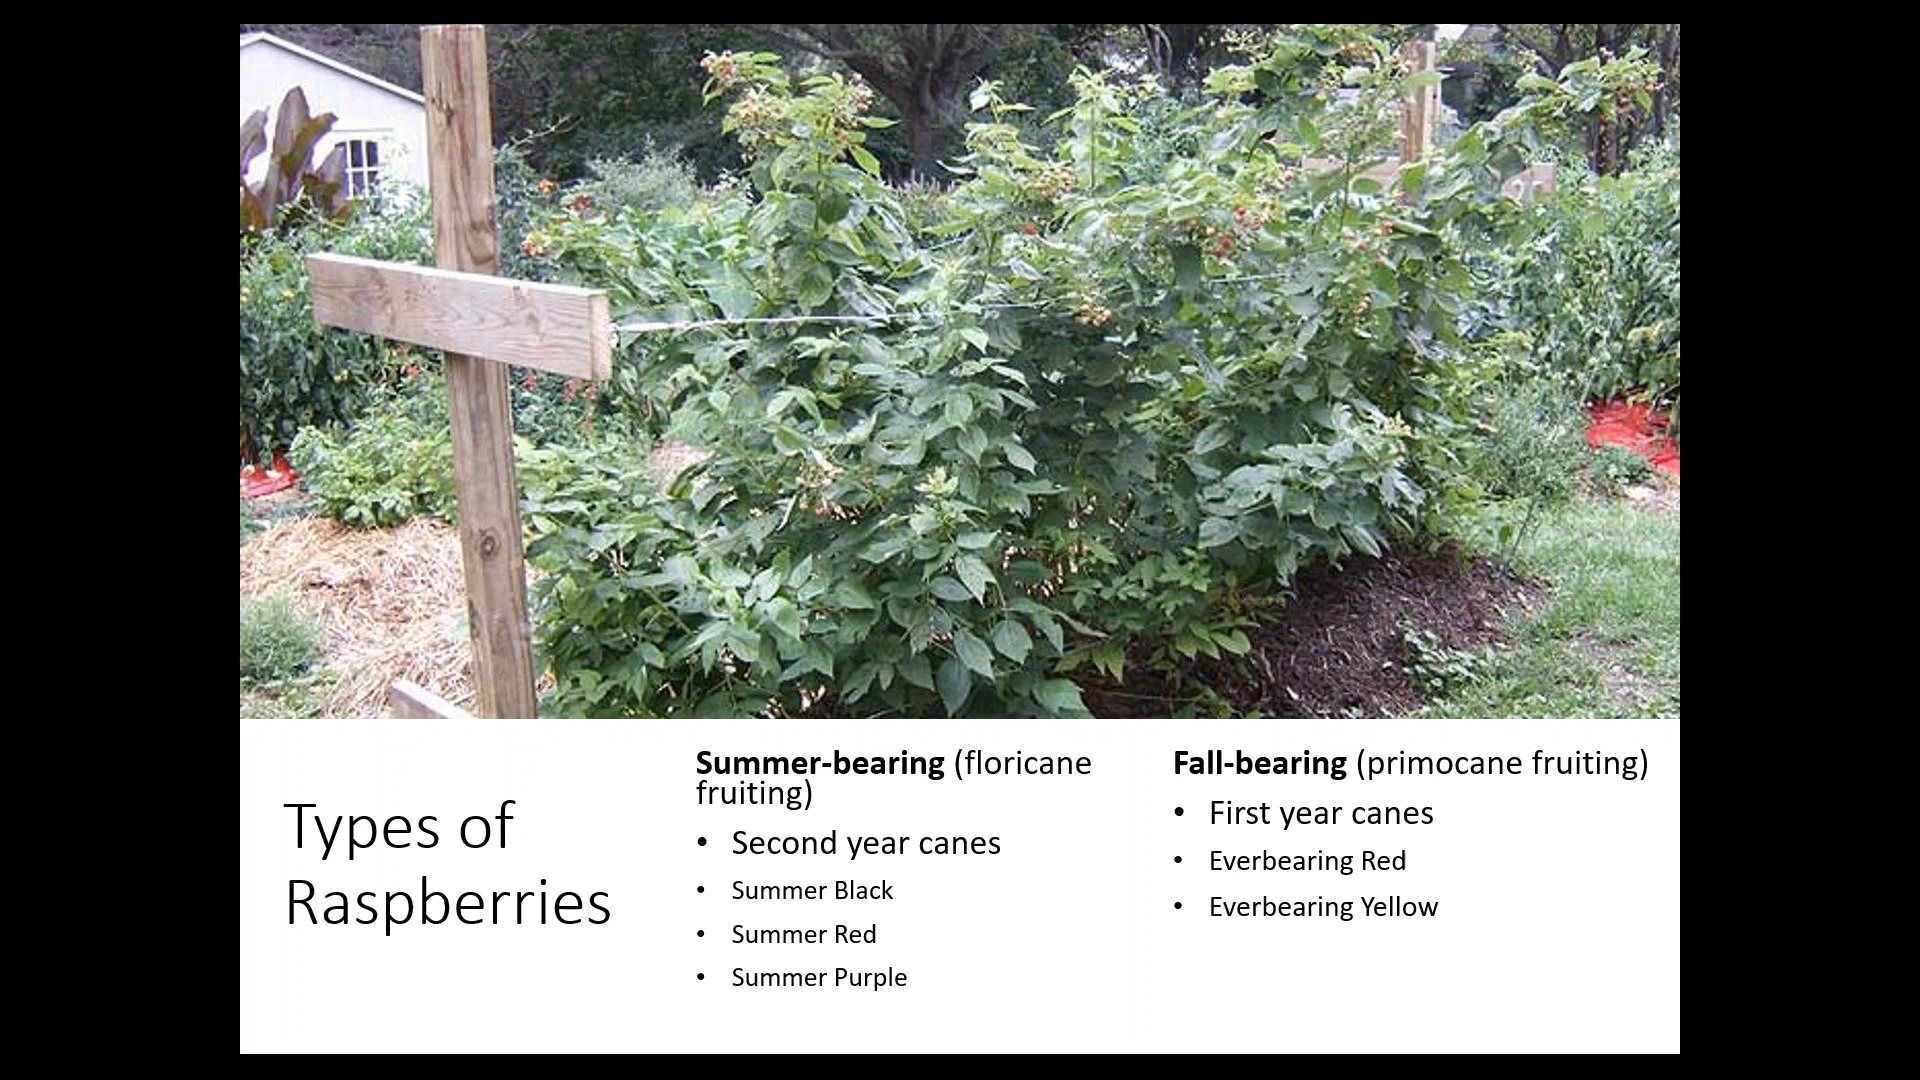 Types of
Raspberries
Summer-bearing (floricane
fruiting)
• Second year canes
• Summer Black
• Summer Red
• Summer Purple
Fall-bearing (primocane fruiting)
• First year canes
• Everbearing Red
• Everbearing Yellow